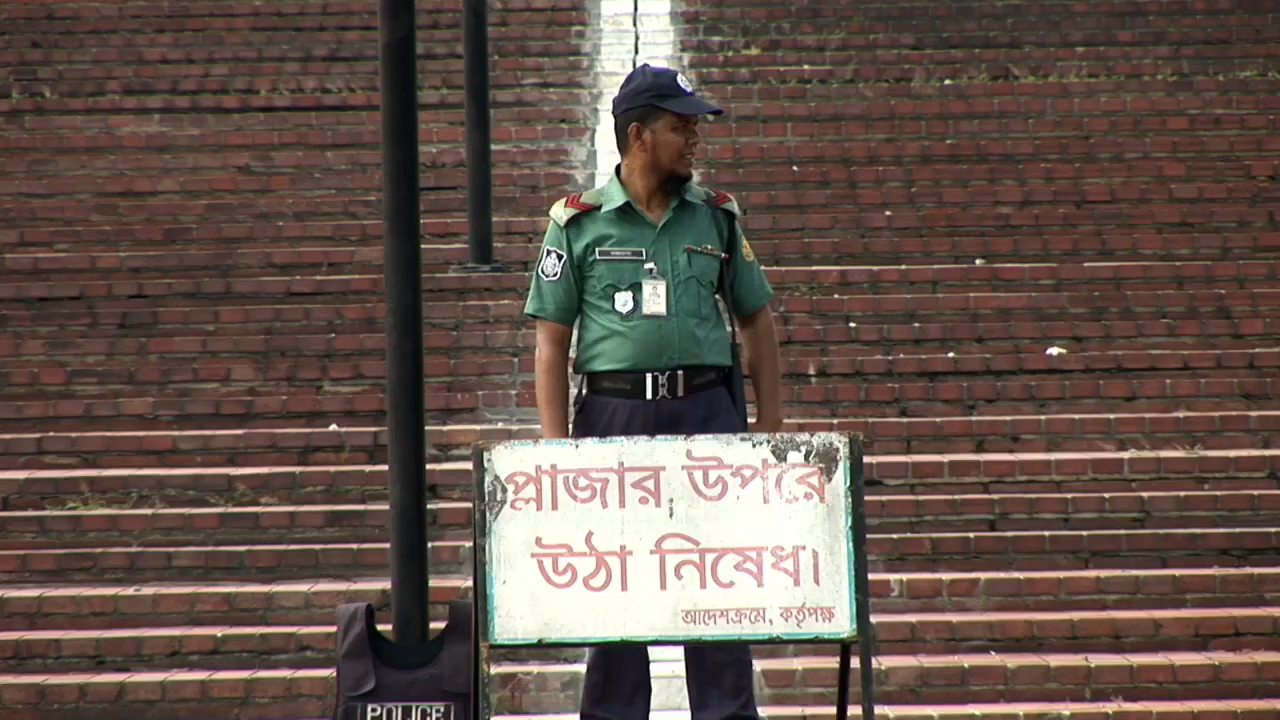 প্লাজার উপরে
উঠা নিষেধ।
আদেশক্রমে, কর্তৃপক্ষ
POLICE